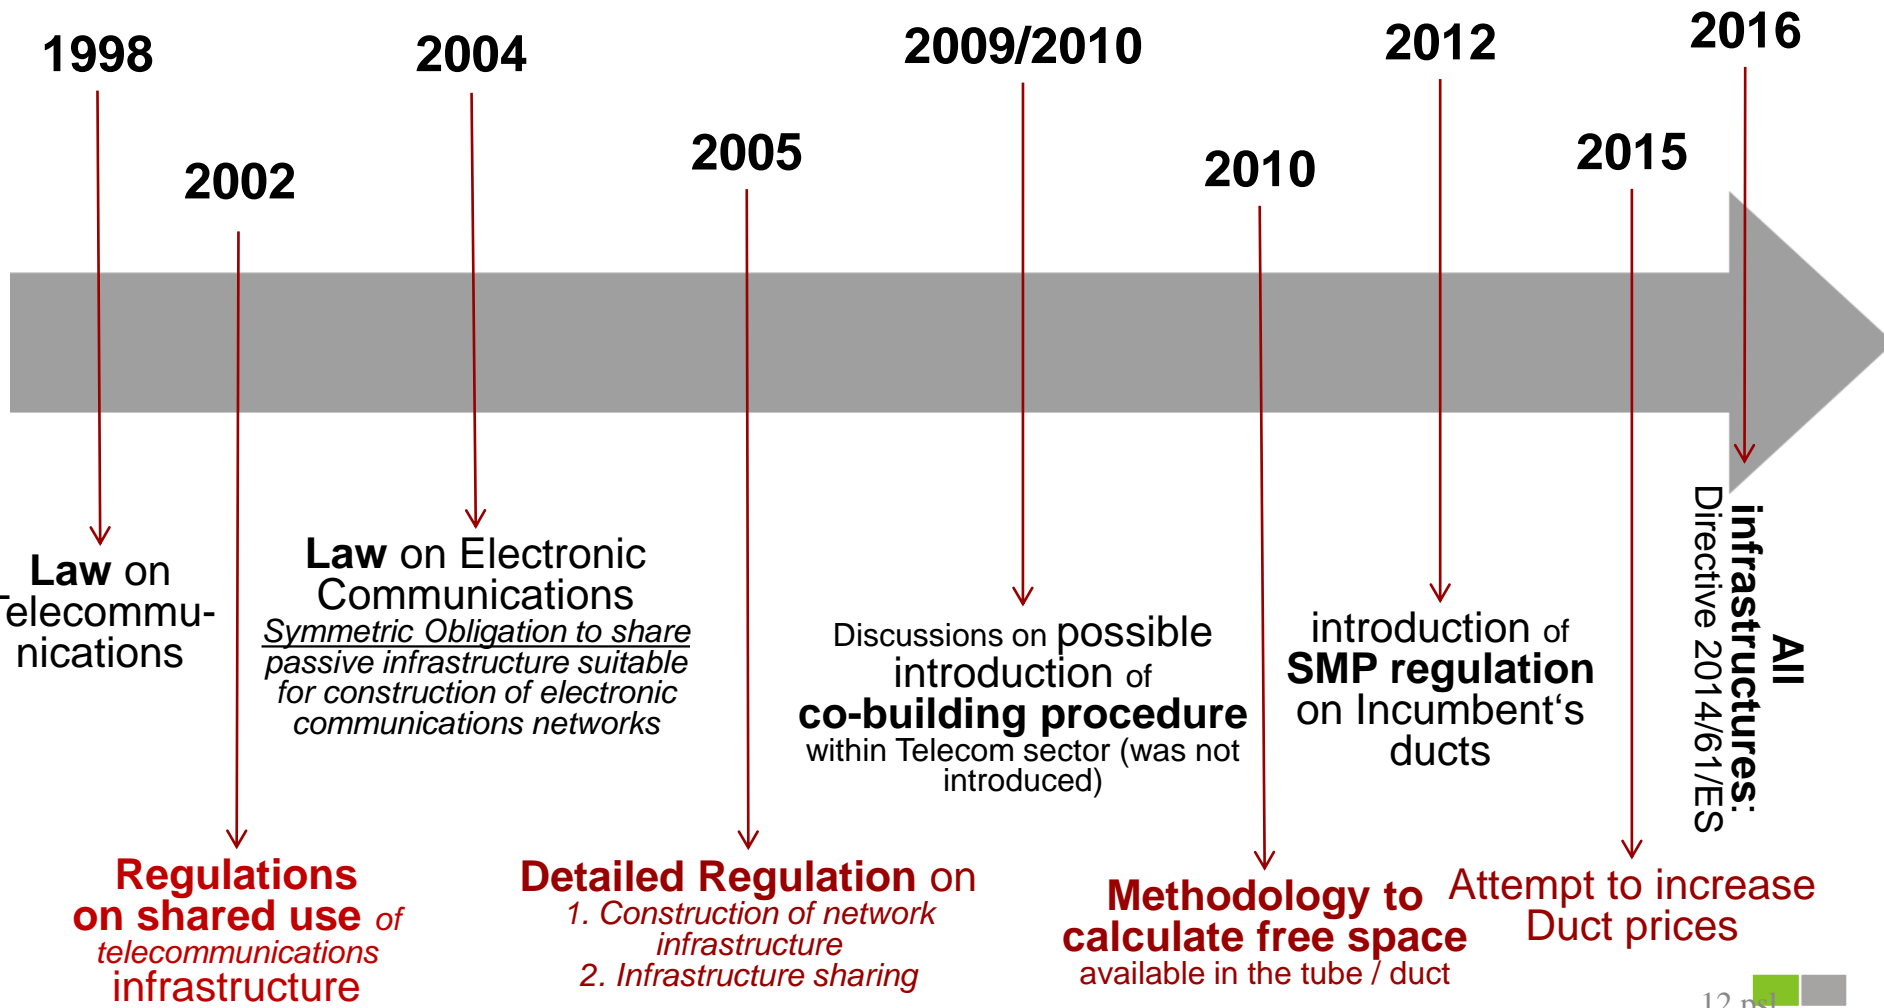 1998
Law on
Telecommu-
nications
2002
Regulations
on shared use of
telecommunications
infrastructure
2004
Law on Electronic
Communications
Symmetric Obligation to share
passive infrastructure suitable
for construction of electronic
communications networks
2005
Detailed Regulation on
1. Construction of network
infrastructure
2. Infrastructure sharing
2009/2010
Discussions on possible
introduction of
co-building procedure
within Telecom sector (was not
introduced)
2010
Methodology to
calculate free space
available in the tube / duct
2012
introduction of
SMP regulation
on Incumbent‘s
ducts
2015
Attempt to increase
Duct prices
2016
All
infrastructures:
Directive 2014/61/ES
12 psl